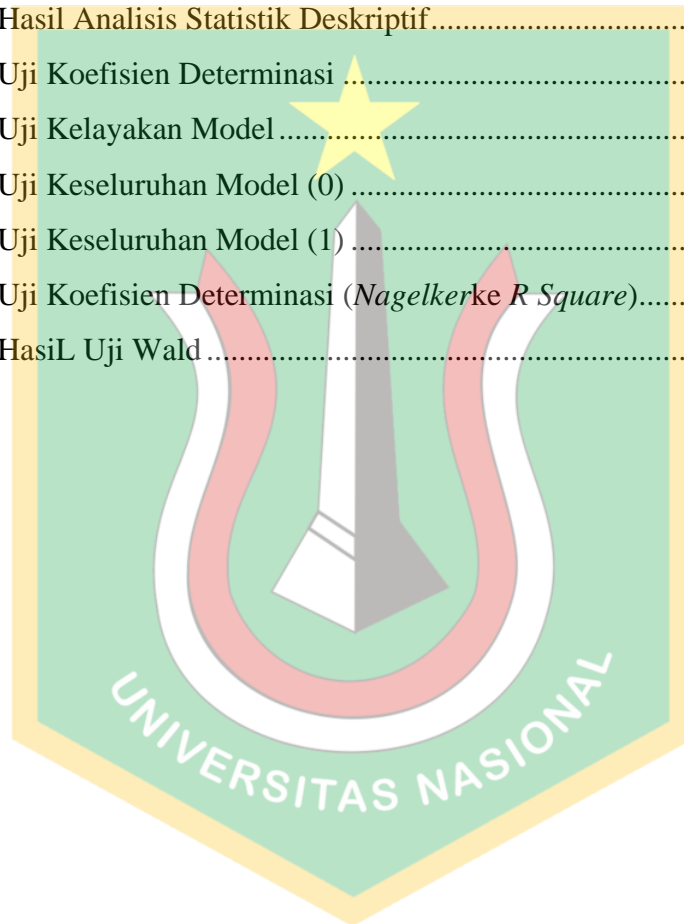 Hasil Analisis Statistik Deskriptif..............................
Uji Koefisien Determinasi.........................................
Uji Kelayakan Model.................................................
Uji Keseluruhan Model (0)........................................
Uji Keseluruhan Model (1)........................................
Uji Koefisien Determinasi (Nagelkerke R Square)......
HasiL Uji Wald..........................................................
UNIVERSITAS NASIONAL